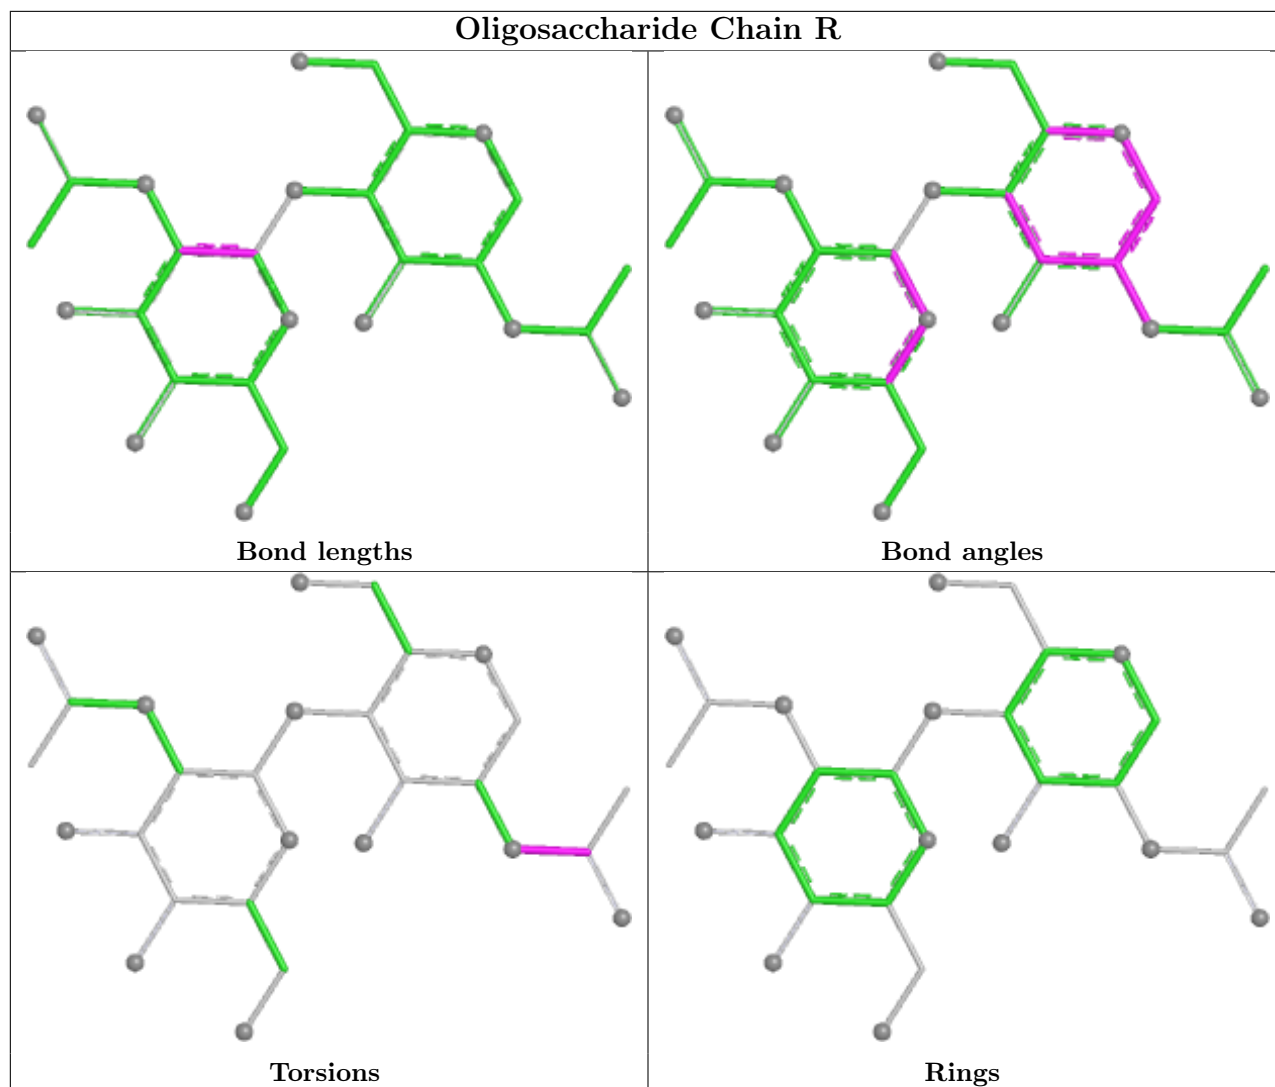 Oligosaccharide Chain R
Bond lengths
Bond angles
Torsions
Rings